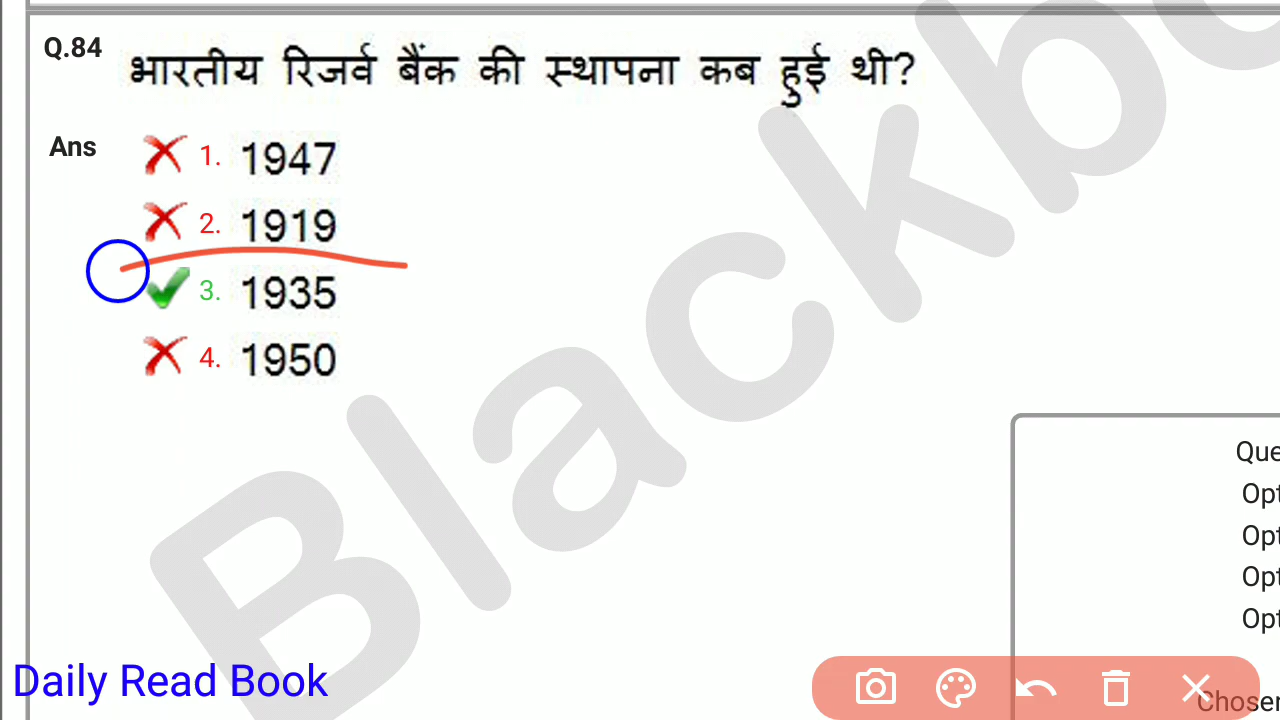 Q.84 भारतीय रिजर्व बैंक की स्थापना कब हुई थी?
Ans
1. 1947
2. 1919
3. 1935
4. 1950
Blackbo
Que
Opt
Opt
Opt
Opt
Chosen
Daily Read Book